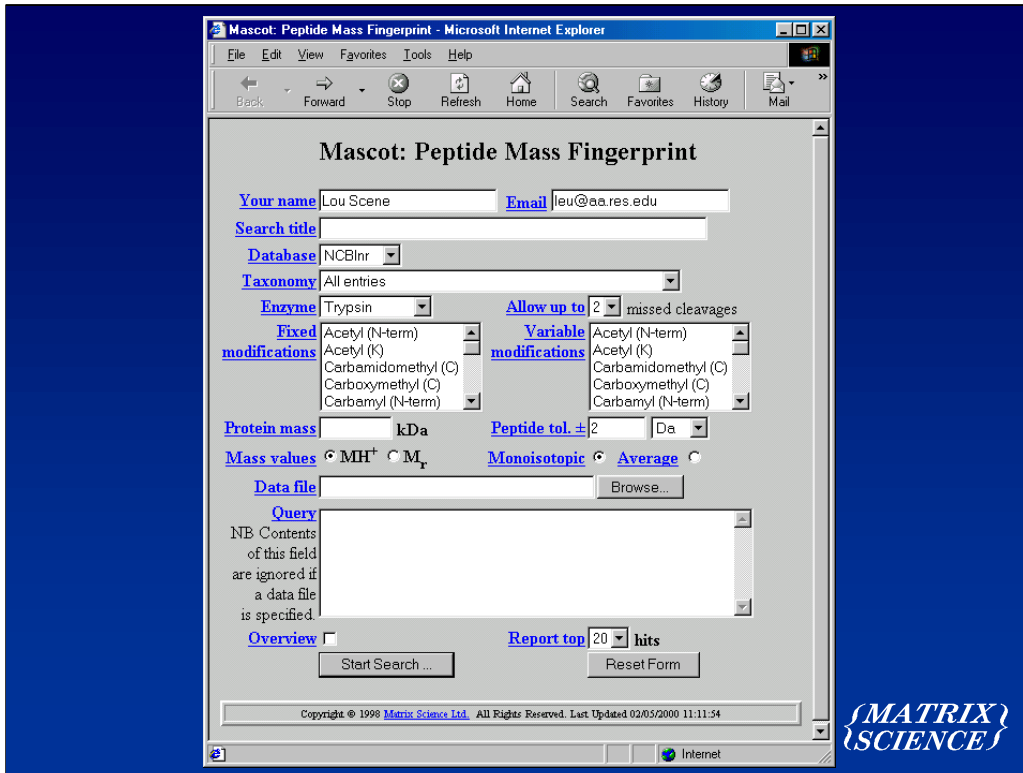 Mascot: Peptide Mass Fingerprint - Microsoft Internet Explorer
File Edit View Favorites Tools Help
Back Forward Stop Refresh Home Search Favorites History Mail »
Mascot: Peptide Mass Fingerprint
Your name Lou Scene Email leu@aa.res.edu
Search title
Database NCBInr
Taxonomy All entries
Enzyme Trypsin Allow up to 2 missed cleavages
Fixed modifications Variable modifications
Acetyl (N-term) Acetyl (N-term)
Acetyl (K) Acetyl (K)
Carbamidomethyl (C) Carbamidomethyl (C)
Carboxymethyl (C) Carboxymethyl (C)
Carbamyl (N-term) Carbamyl (N-term)
Protein mass kDa Peptide tol. ± 2 Da
Mass values MH+ Mr Monoisotopic Average
Data file Browse...
Query
NB Contents
of this field
are ignored if
a data file
is specified.
Overview Report top 20 hits
Start Search ... Reset Form
Copyright © 1998 Matrix Science Ltd. All Rights Reserved. Last Updated 02/05/2000 11:11:54
Internet
{MATRIX}
{SCIENCE}